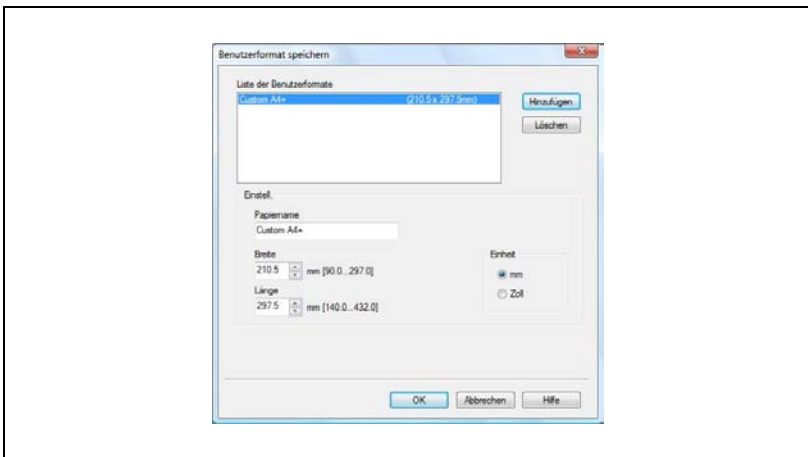 Benutzerformat speichern
Liste der Benutzerformate
Custom A4+ (210.5 x 297.5mm)
Hinzufügen
Löschen
Einstell.
Papiername
Custom A4+
Breite
210.5 mm [90.0...297.0]
Länge
297.5 mm [140.0...432.0]
Einheit
mm
Zoll
OK Abbrechen Hilfe